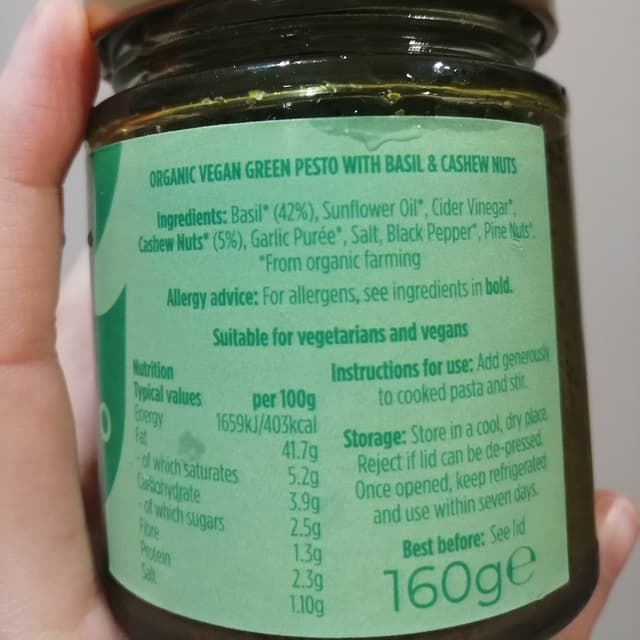 ORGANIC VEGAN GREEN PESTO WITH BASIL & CASHEW NUTS
Ingredients: Basil* (42%), Sunflower Oil*, Cider Vinegar*,
Cashew Nuts* (5%), Garlic Purée*, Salt, Black Pepper*, Pine Nuts*.
*From organic farming
Allergy advice: For allergens, see ingredients in bold.
Suitable for vegetarians and vegans
Nutrition
Typical values per 100g
Energy 1659kJ/403kcal
Fat 41.7g
- of which saturates 5.2g
Carbohydrate 3.9g
- of which sugars 2.5g
Fibre 1.3g
Protein 2.3g
Salt 1.10g
Instructions for use: Add generously
to cooked pasta and stir.
Storage: Store in a cool, dry place.
Reject if lid can be de-pressed.
Once opened, keep refrigerated
and use within seven days.
Best before: See lid
160g℮